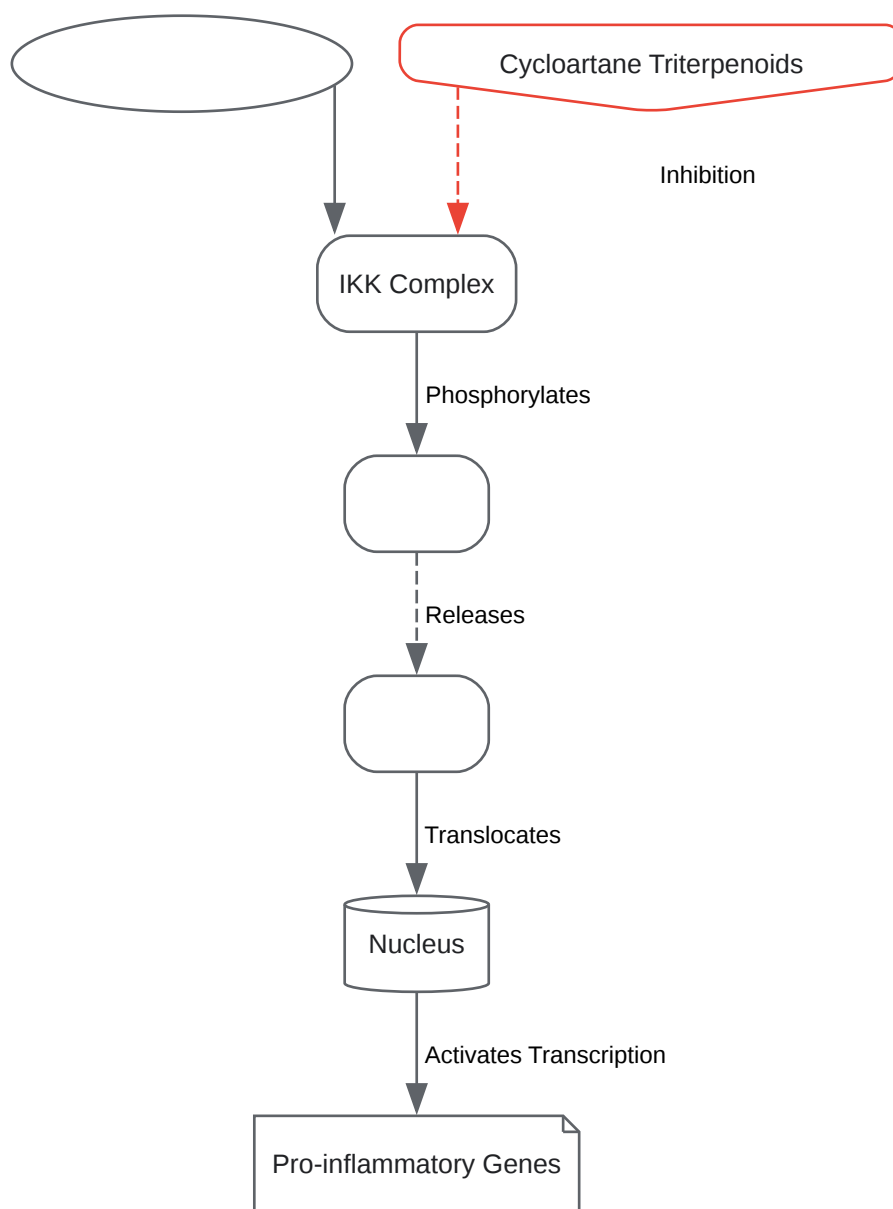 Cycloartane Triterpenoids
Inhibition
IKK Complex
Phosphorylates
Releases
Translocates
Nucleus
Activates Transcription
Pro-inflammatory Genes